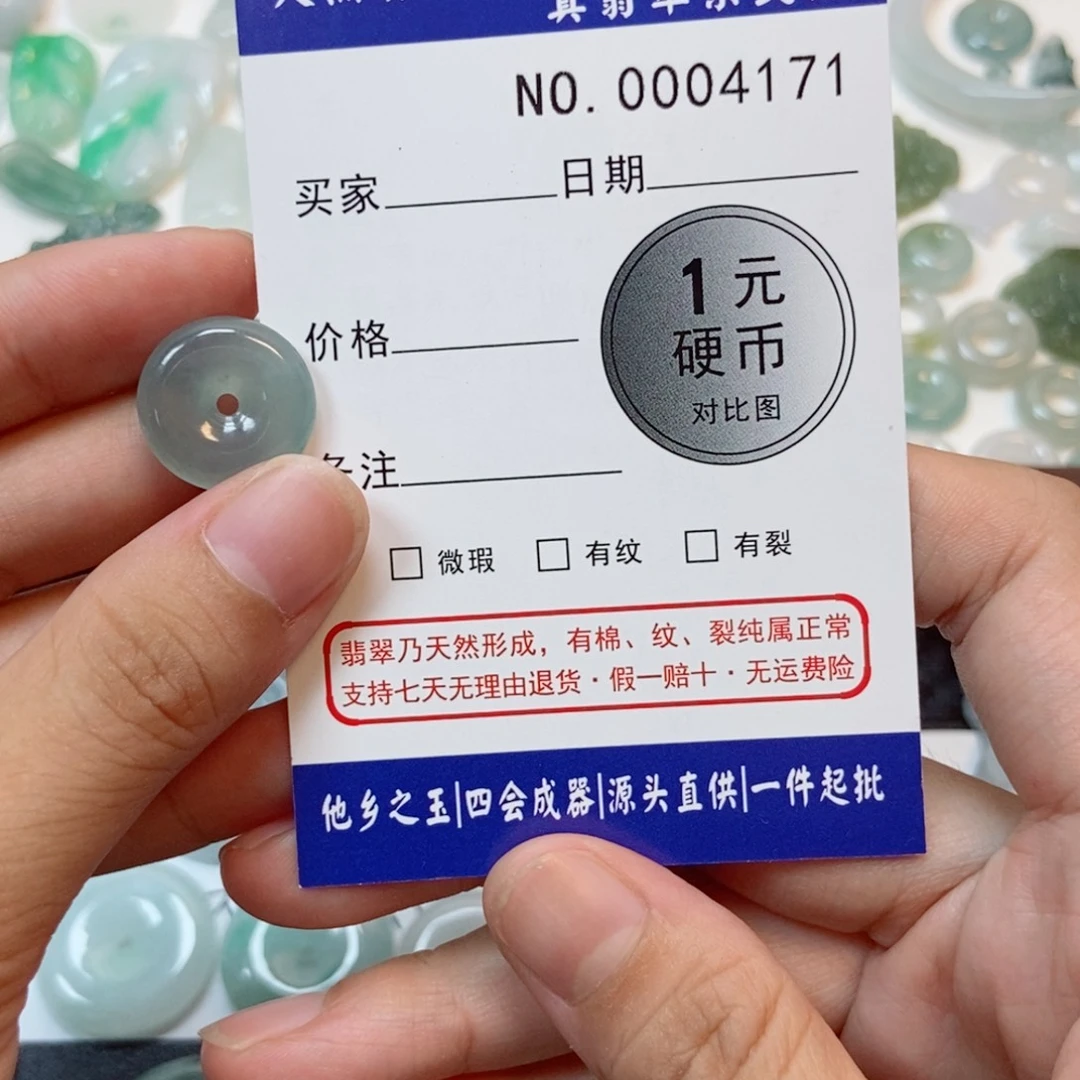 NO.0004171
买家 日期
1元
硬币
对比图
价格
备注
□ 微瑕 □ 有纹 □ 有裂
翡翠乃天然形成，有棉、纹、裂纯属正常
支持七天无理由退货·假一赔十·无运费险
他乡之玉|四会成器|源头直供|一件起批